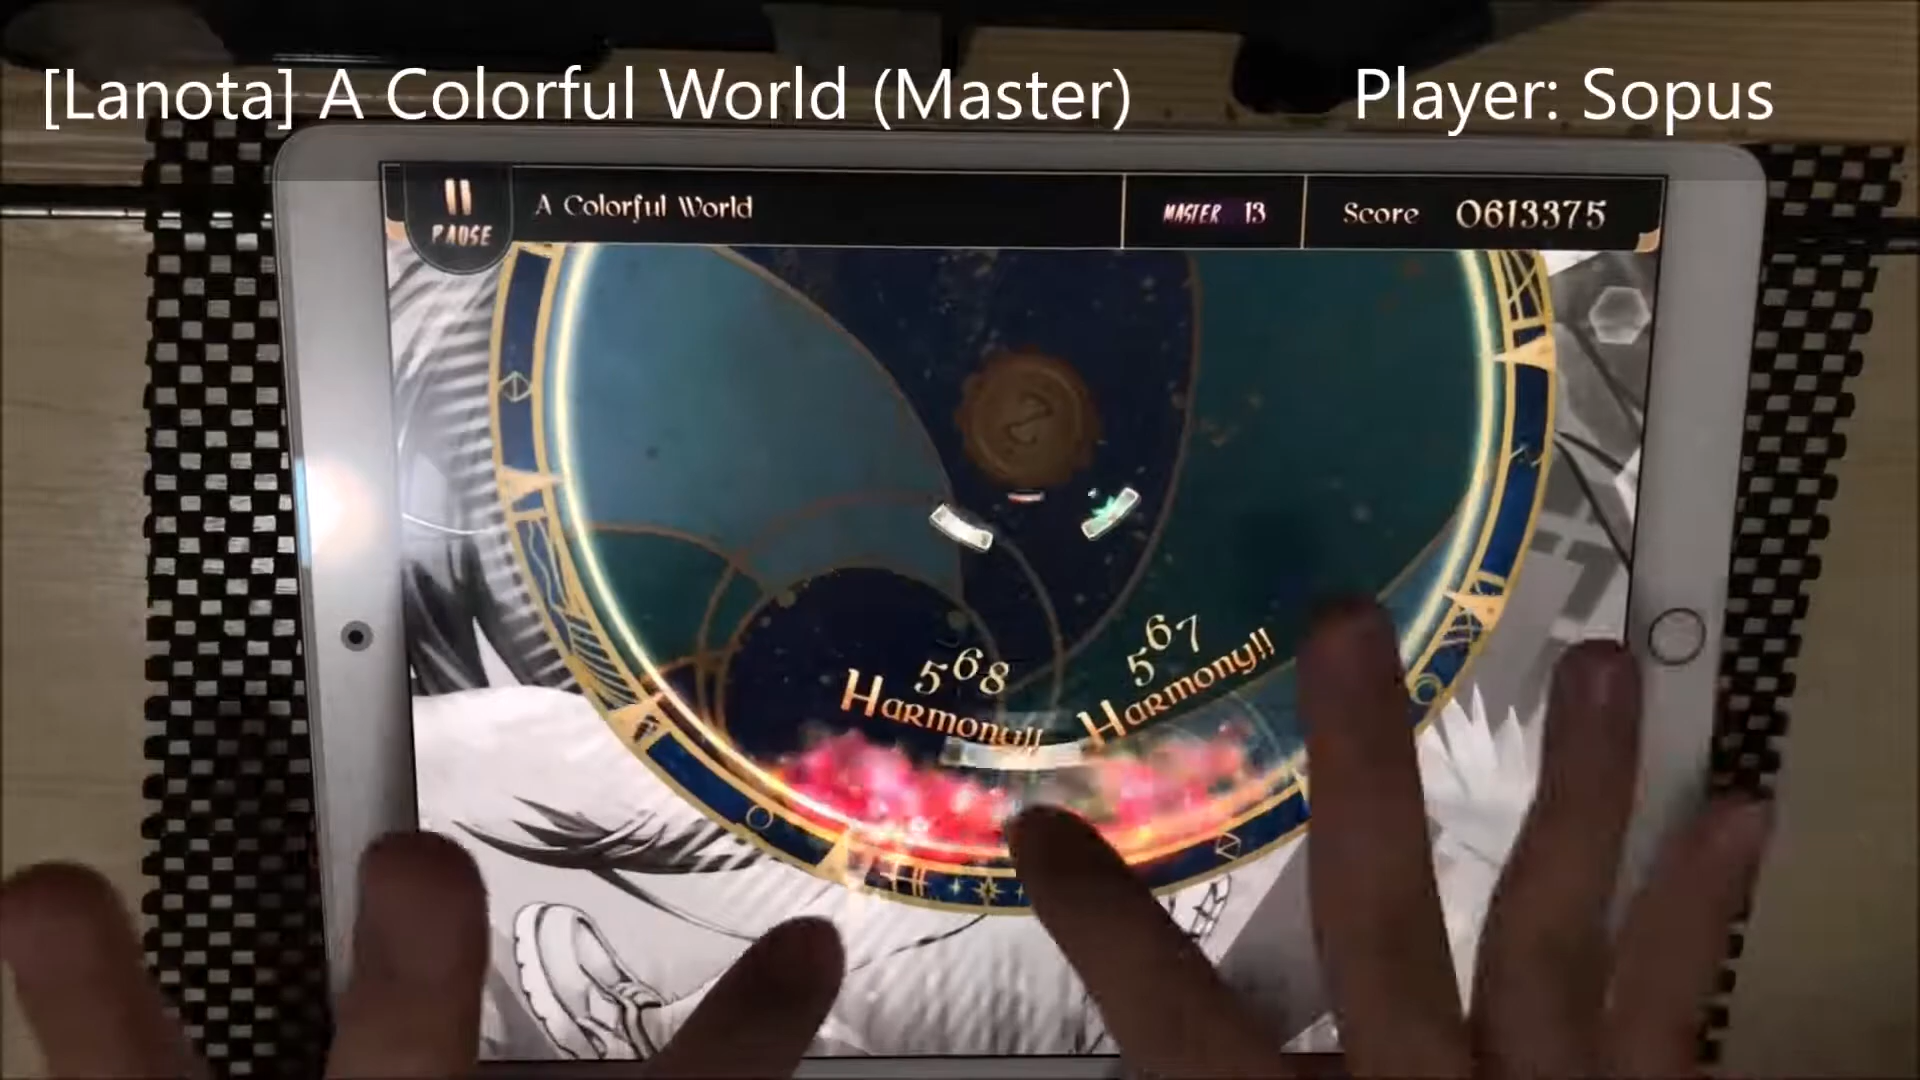 [Lanota] A Colorful World (Master)
Player: Sopus
PAUSE
A Colorful World
MASTER 13
Score 0613375
568
Harmony!!
567
Harmony!!